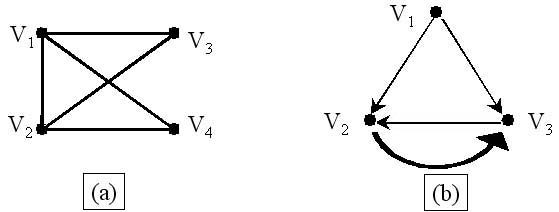 V₁ V₃
V₂ V₄
(a)
V₁
V₂ V₃
(b)